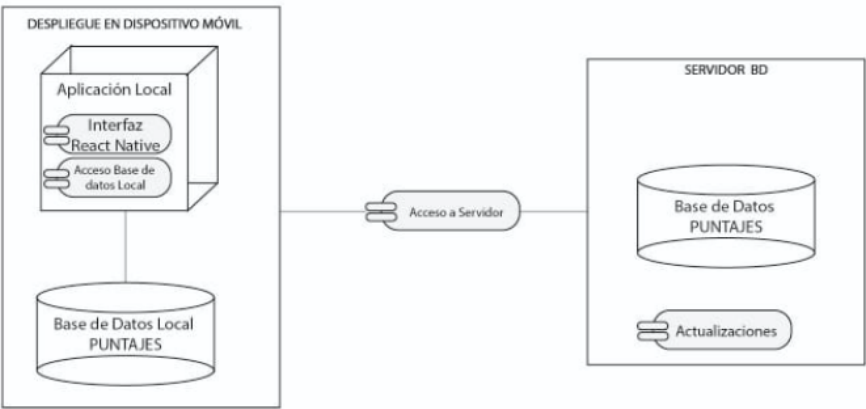 DESPLIEGUE EN DISPOSITIVO MÓVIL
Aplicación Local
Interfaz
React Native
Acceso Base de
datos Local
Base de Datos Local
PUNTAJES
Acceso a Servidor
SERVIDOR BD
Base de Datos
PUNTAJES
Actualizaciones